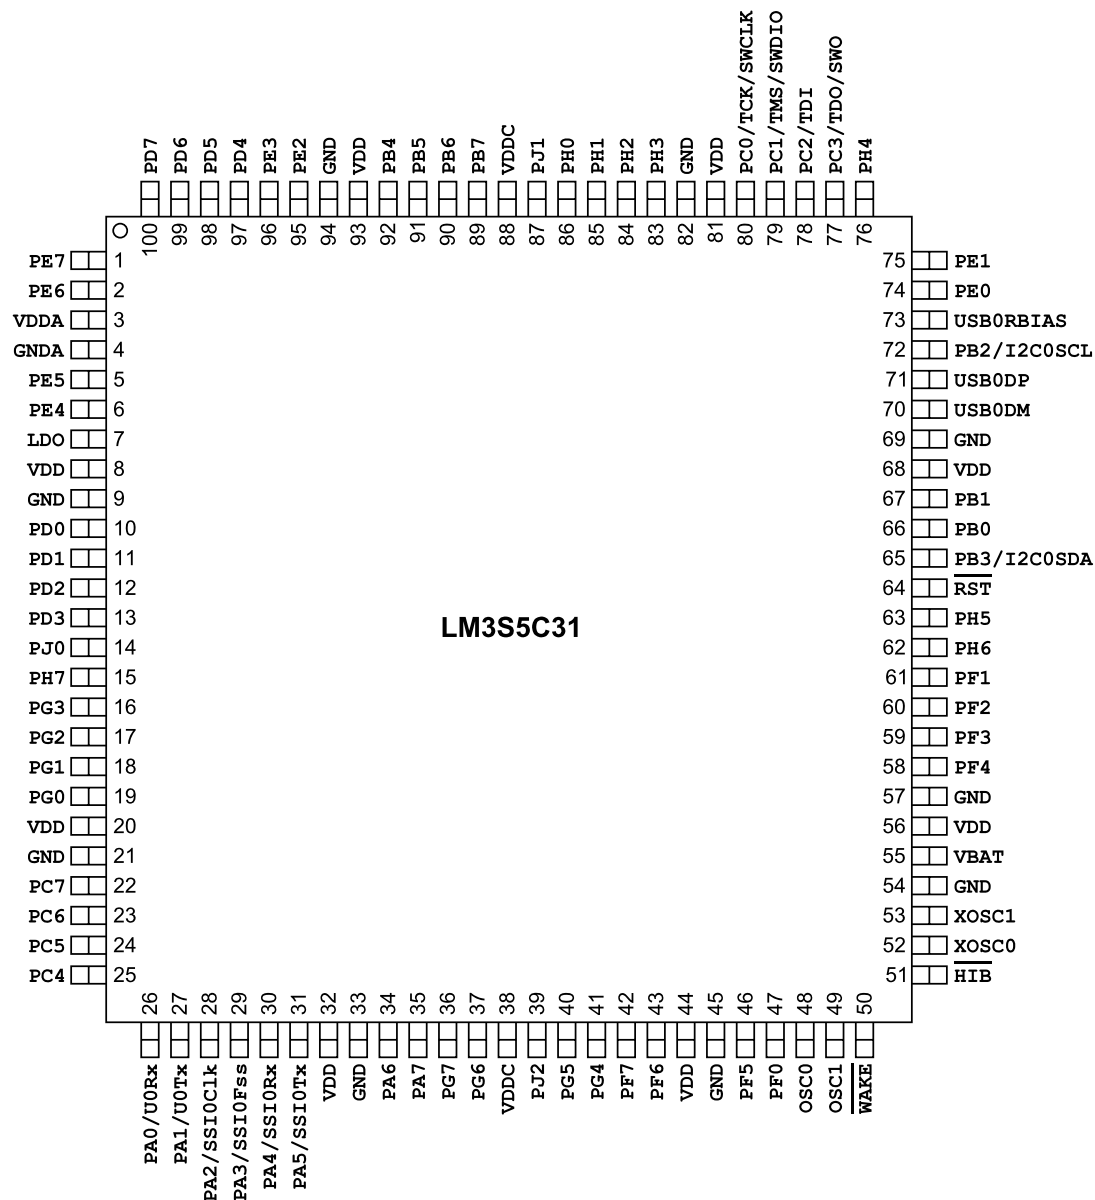 PC0/TCK/SWCLK
PC1/TMS/SWDIO
PC2/TDI
PC3/TDO/SWO
PD7 PD6 PD5 PD4 PE3 PE2 GND VDD PB4 PB5 PB6 PB7 VDDC PJ1 PH0 PH1 PH2 PH3 GND VDD PH4
100 99 98 97 96 95 94 93 92 91 90 89 88 87 86 85 84 83 82 81 80 79 78 77 76
PE7 1 75 PE1
PE6 2 74 PE0
VDDA 3 73 USB0RBIAS
GNDA 4 72 PB2/I2C0SCL
PE5 5 71 USB0DP
PE4 6 70 USB0DM
LDO 7 69 GND
VDD 8 68 VDD
GND 9 67 PB1
PD0 10 66 PB0
PD1 11 65 PB3/I2C0SDA
PD2 12 64 RST
PD3 13 63 PH5
LM3S5C31
PJ0 14 62 PH6
PH7 15 61 PF1
PG3 16 60 PF2
PG2 17 59 PF3
PG1 18 58 PF4
PG0 19 57 GND
VDD 20 56 VDD
GND 21 55 VBAT
PC7 22 54 GND
PC6 23 53 XOSC1
PC5 24 52 XOSC0
PC4 25 51 HIB
26 27 28 29 30 31 32 33 34 35 36 37 38 39 40 41 42 43 44 45 46 47 48 49 50
PA0/U0Rx
PA1/U0Tx
PA2/SSI0Clk
PA3/SSI0Fss
PA4/SSI0Rx
PA5/SSI0Tx
VDD GND PA6 PA7 PG7 PG6 VDDC PJ2 PG5 PG4 PF7 PF6 VDD GND PF5 PF0 OSC0 OSC1 WAKE